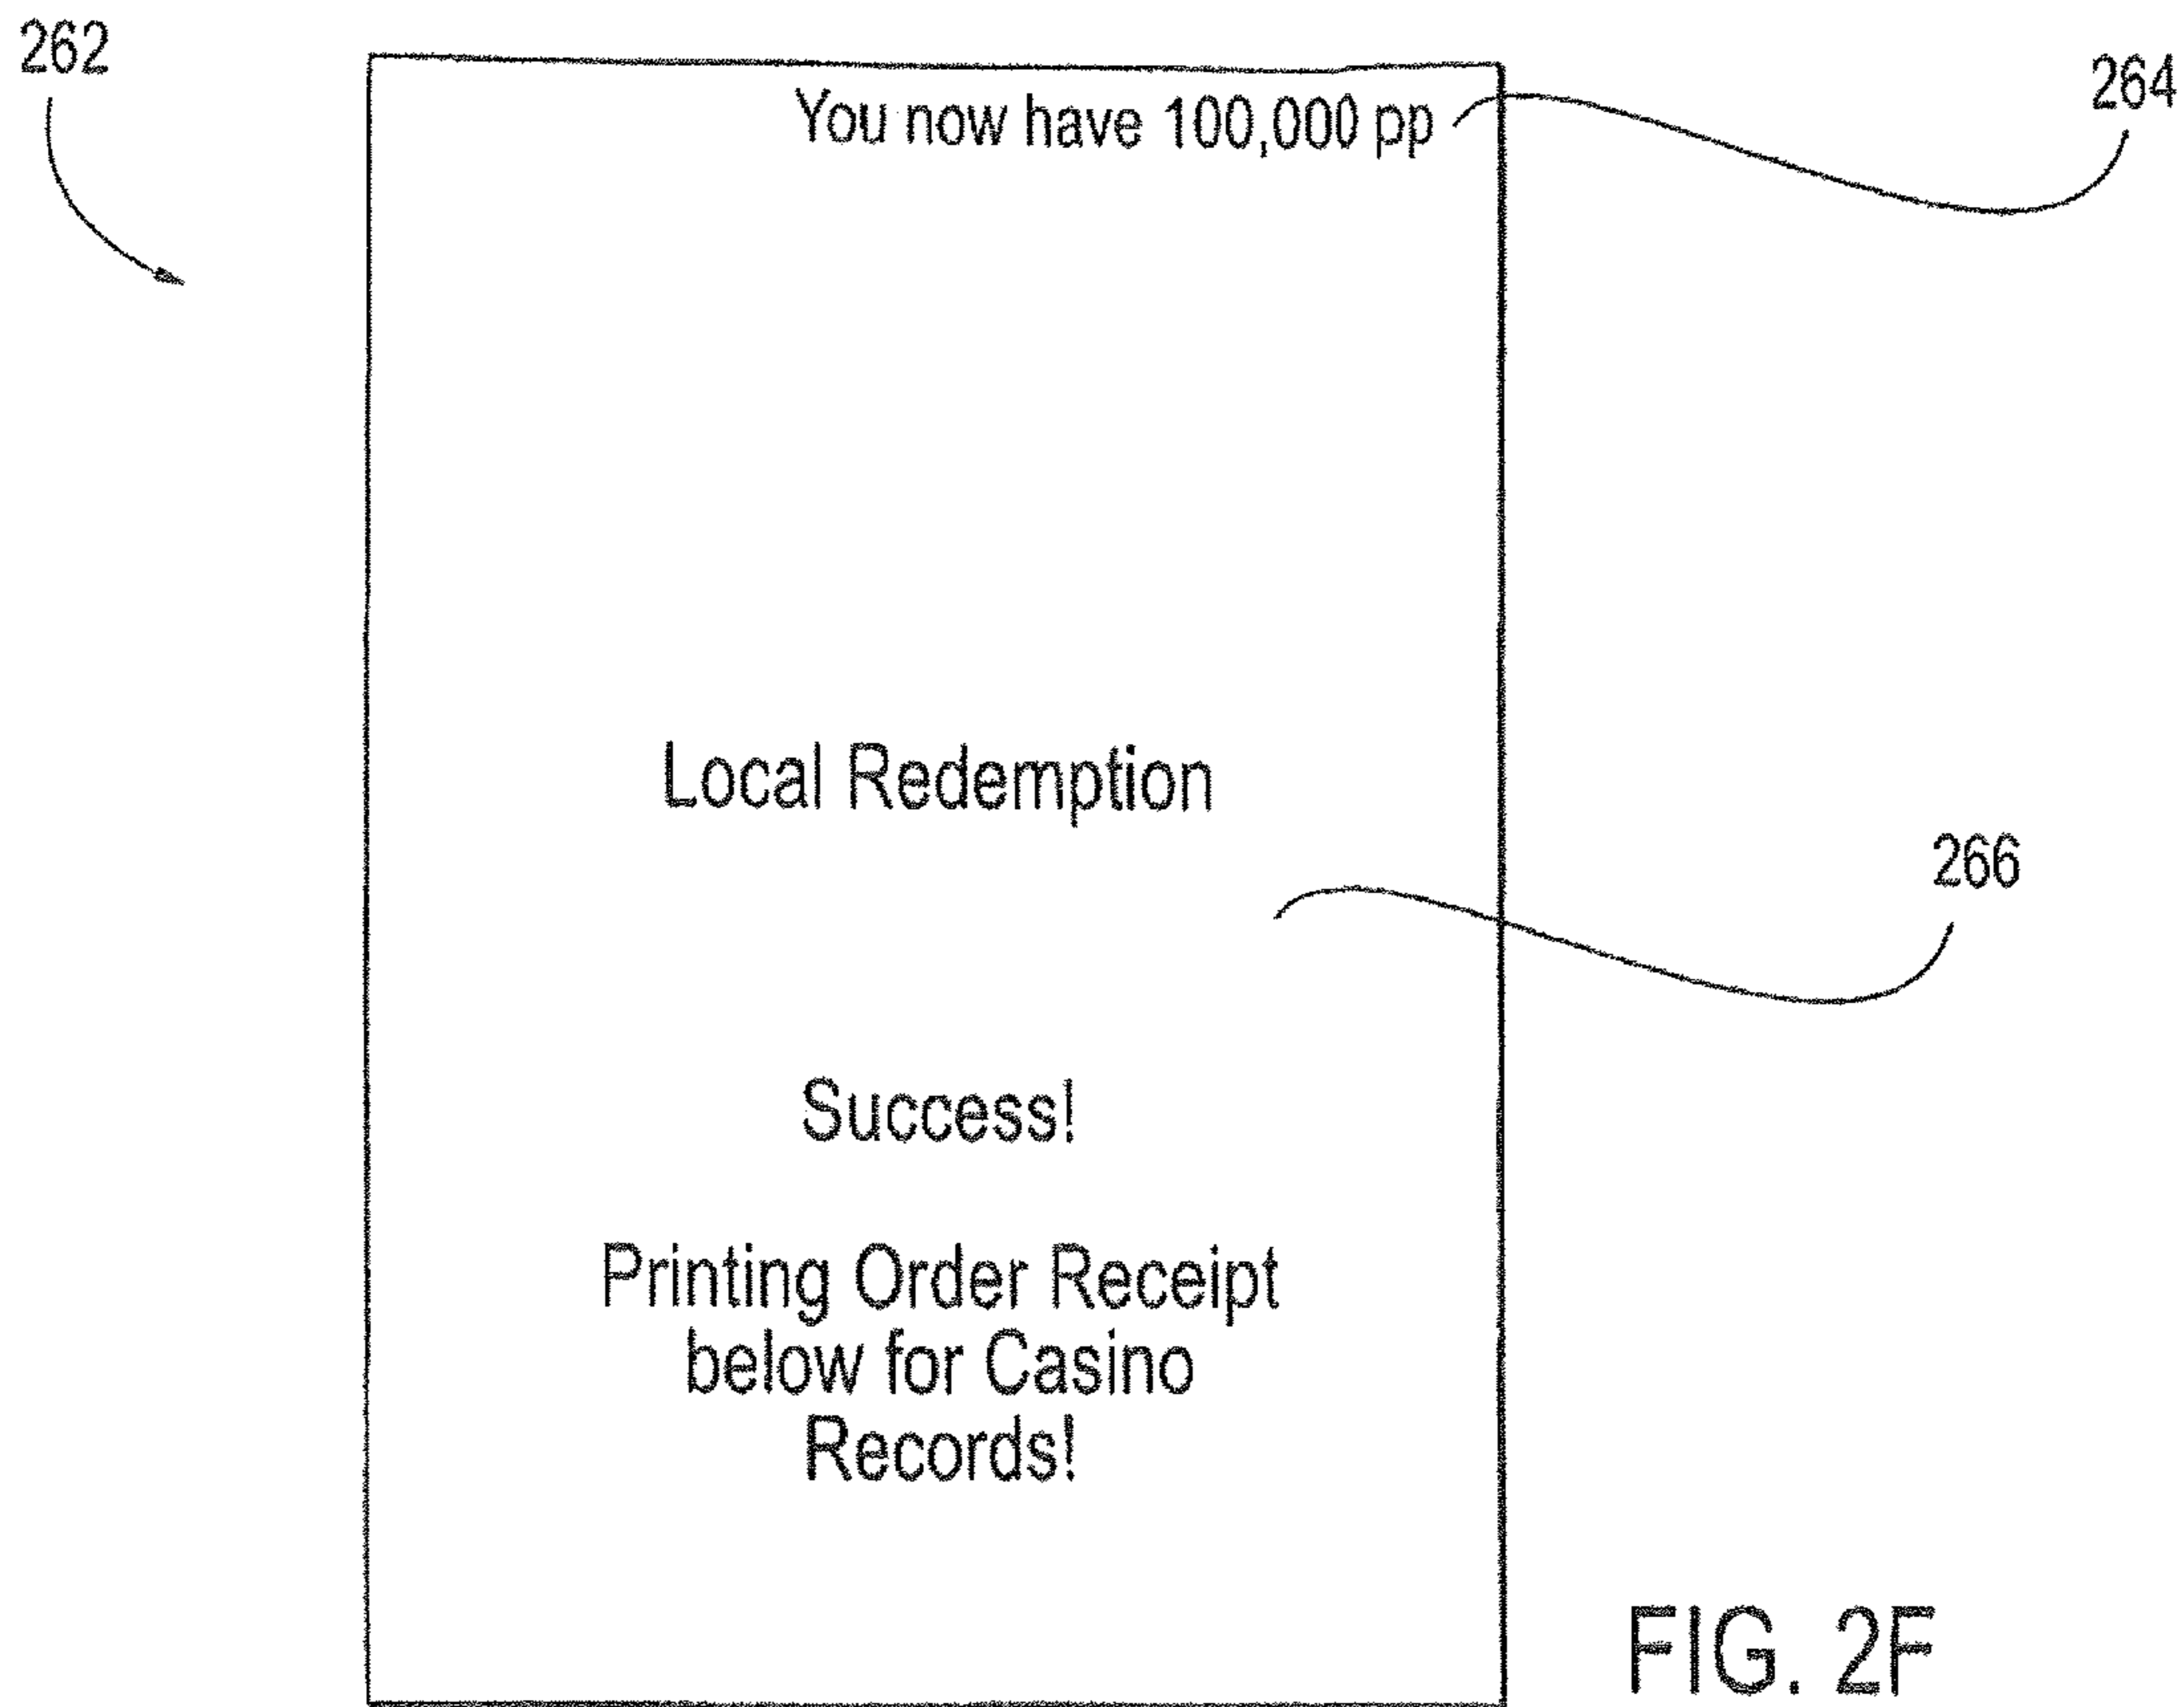 262
You now have 100,000 pp
264
Local Redemption
266
Success!
Printing Order Receipt
below for Casino
Records!
FIG. 2F